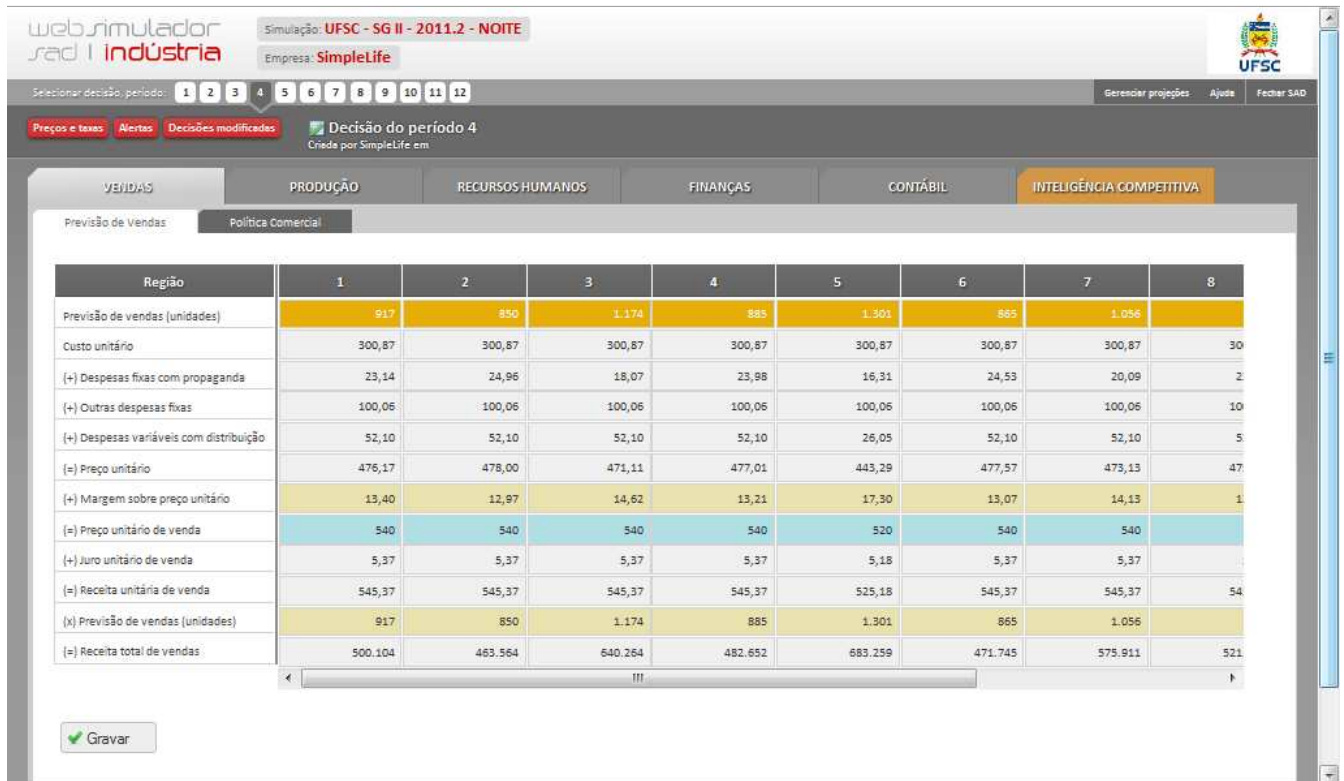 websimulador
sad | indústria
Simulação: UFSC - SG II - 2011.2 - NOITE
Empresa: SimpleLife
UFSC
Selecionar decisão, período: 1 2 3 4 5 6 7 8 9 10 11 12
Gerenciar projeções Ajuda Fechar SAD
Preços e taxas Alertas Decisões modificadas
Decisão do período 4
Criada por SimpleLife em
VENDAS PRODUÇÃO RECURSOS HUMANOS FINANÇAS CONTÁBIL INTELIGÊNCIA COMPETITIVA
Previsão de Vendas Política Comercial
Região 1 2 3 4 5 6 7 8
Previsão de vendas (unidades) 917 850 1.174 885 1.301 865 1.056
Custo unitário 300,87 300,87 300,87 300,87 300,87 300,87 300,87 30
(+) Despesas fixas com propaganda 23,14 24,96 18,07 23,98 16,31 24,53 20,09 2
(+) Outras despesas fixas 100,06 100,06 100,06 100,06 100,06 100,06 100,06 10
(+) Despesas variáveis com distribuição 52,10 52,10 52,10 52,10 26,05 52,10 52,10 5
(=) Preço unitário 476,17 478,00 471,11 477,01 443,29 477,57 473,13 47
(+) Margem sobre preço unitário 13,40 12,97 14,62 13,21 17,30 13,07 14,13 1
(=) Preço unitário de venda 540 540 540 540 520 540 540
(+) Juro unitário de venda 5,37 5,37 5,37 5,37 5,18 5,37 5,37
(=) Receita unitária de venda 545,37 545,37 545,37 545,37 525,18 545,37 545,37 54
(x) Previsão de vendas (unidades) 917 850 1.174 885 1.301 865 1.056
(=) Receita total de vendas 500.104 463.564 640.264 482.652 683.259 471.745 575.911 521
Gravar